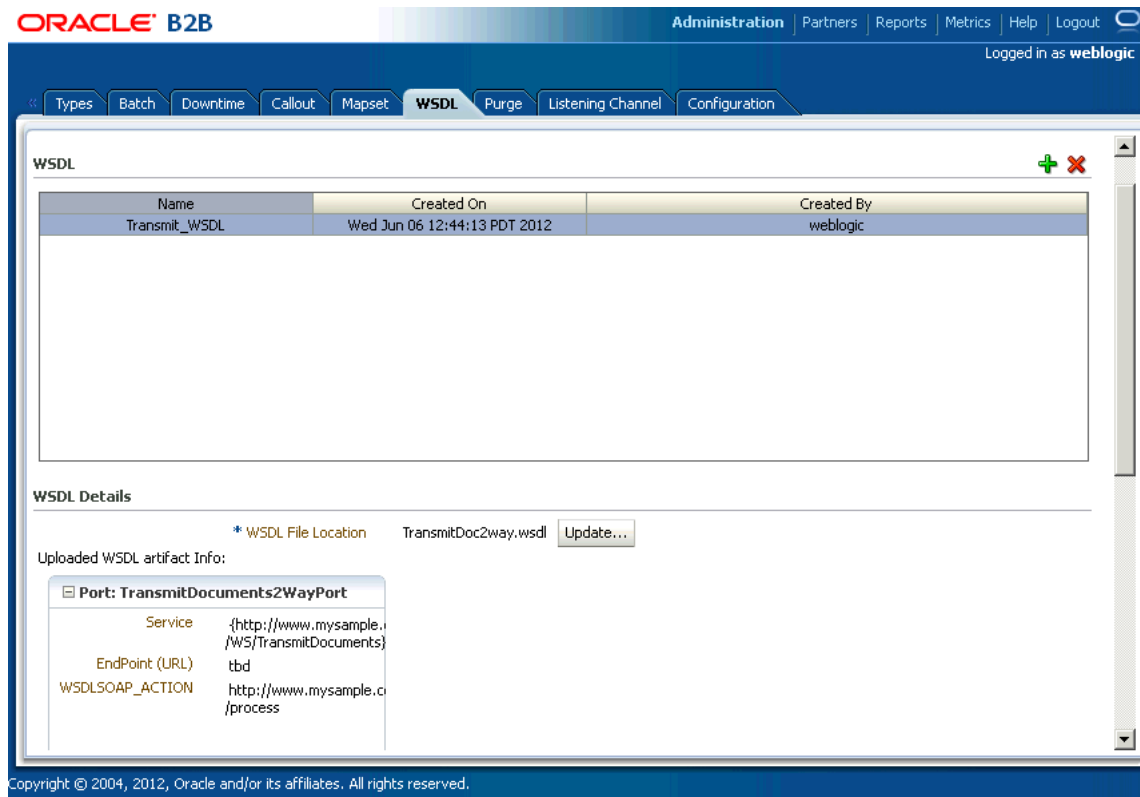 ORACLE B2B
Administration | Partners | Reports | Metrics | Help | Logout
Logged in as weblogic
« Types Batch Downtime Callout Mapset WSDL Purge Listening Channel Configuration
WSDL
Name Created On Created By
Transmit_WSDL Wed Jun 06 12:44:13 PDT 2012 weblogic
WSDL Details
* WSDL File Location TransmitDoc2way.wsdl Update...
Uploaded WSDL artifact Info:
Port: TransmitDocuments2WayPort
Service {http://www.mysample.
/WS/TransmitDocuments}
EndPoint (URL) tbd
WSDLSOAP_ACTION http://www.mysample.c
/process
Copyright © 2004, 2012, Oracle and/or its affiliates. All rights reserved.